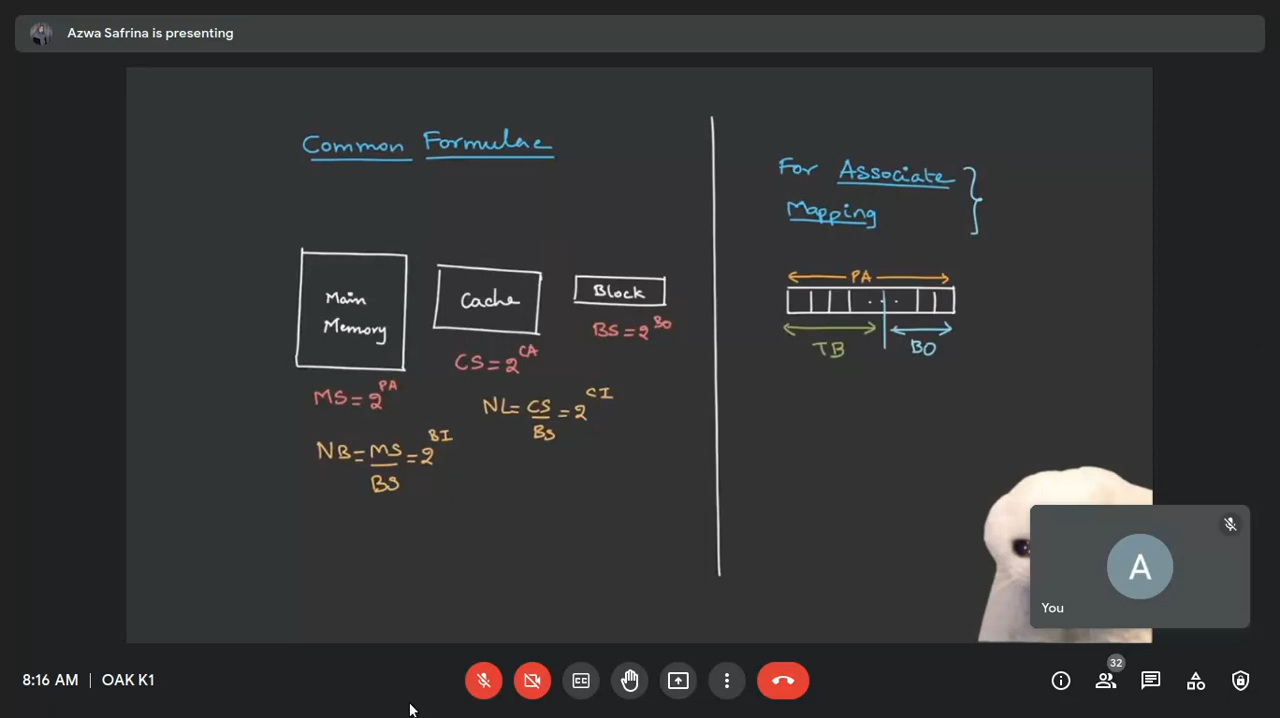 Azwa Safrina is presenting
Common Formulae
Main
Memory
Cache
Block
BS = 2^BO
CS = 2^CA
MS = 2^PA
NL = CS/BS = 2^CI
NB = MS/BS = 2^BI
For Associate
Mapping
PA
TB
BO
A
You
8:16 AM | OAK K1
CC
32